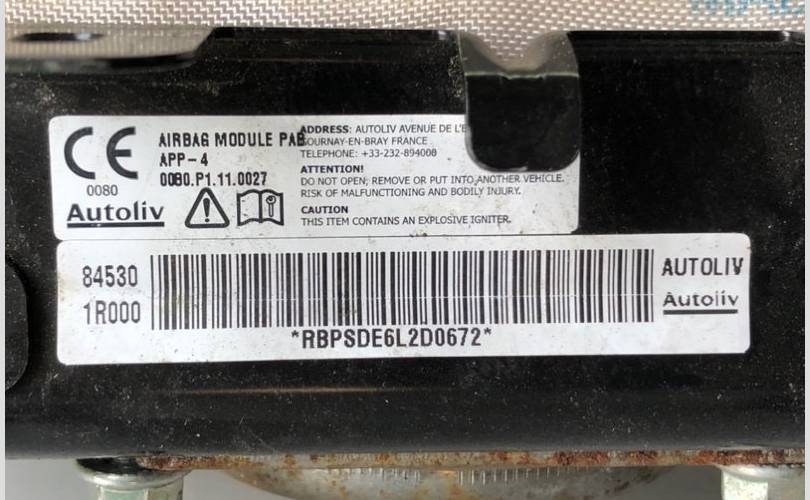 CE
0080
Autoliv
AIRBAG MODULE PAB
APP-4
0080.P1.11.0027
ADDRESS: AUTOLIV AVENUE DE L'E
GOURNAY-EN-BRAY FRANCE
TELEPHONE: +33-232-894000
ATTENTION!
DO NOT OPEN, REMOVE OR PUT INTO ANOTHER VEHICLE.
RISK OF MALFUNCTIONING AND BODILY INJURY.
CAUTION
THIS ITEM CONTAINS AN EXPLOSIVE IGNITER.
84530
1R000
AUTOLIV
Autoliv
*RBPSDE6L2D0672*